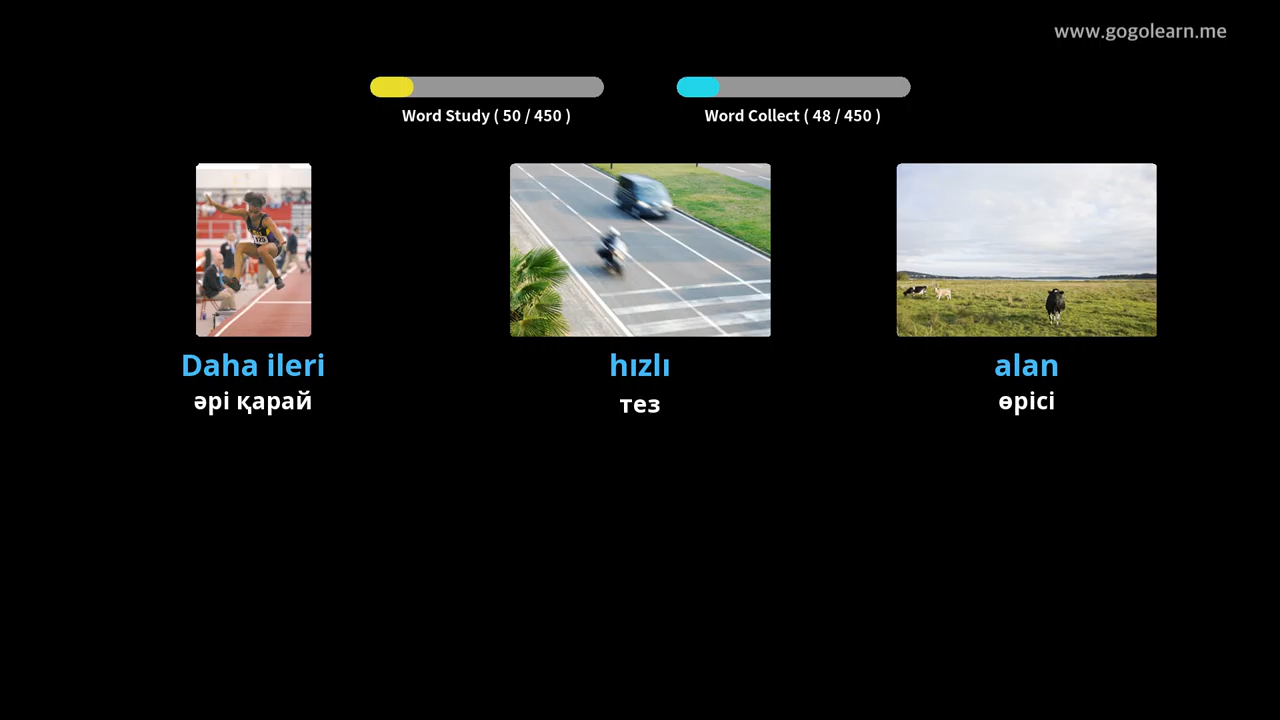 www.gogolearn.me
Word Study ( 50 / 450 )
Word Collect ( 48 / 450 )
Daha ileri
әрі қарай
hızlı
тез
alan
өрісі